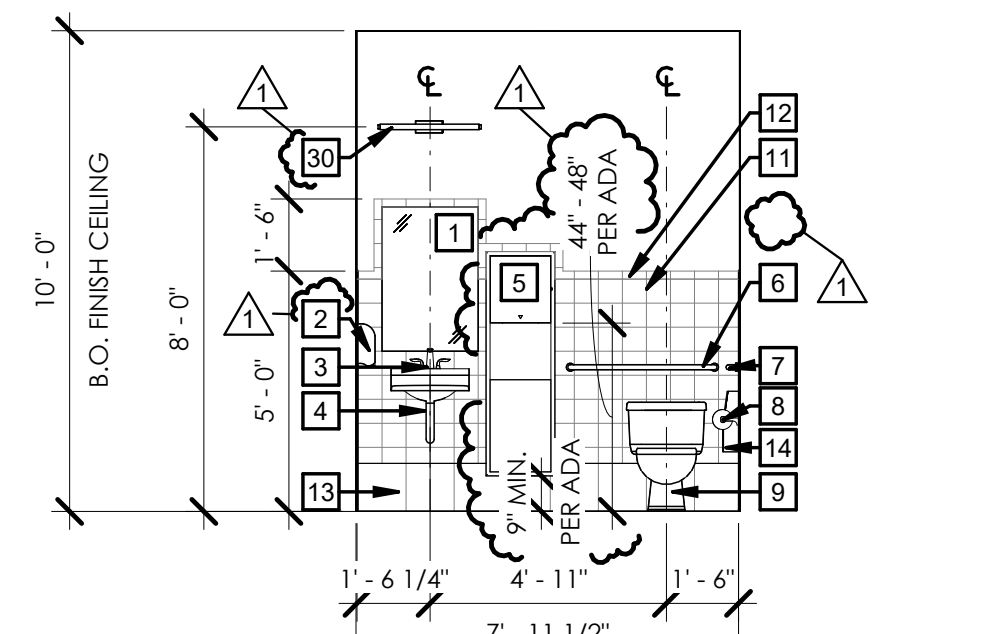 ℄
℄
1
1
12
30
44" - 48"
PER ADA
11
B.O. FINISH CEILING
10' - 0"
1' - 6"
1
8' - 0"
5
6
1
1
2
3
7
5' - 0"
4
8
14
13
9" MIN.
PER ADA
9
1' - 6 1/4"
4' - 11"
1' - 6"
7' - 11 1/2"